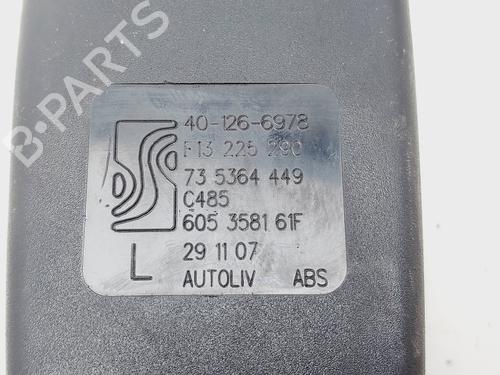 40-126-6978
F13 225 290
73 5364 449
C485
605 3581 61F
29 11 07
L AUTOLIV ABS
B-PARTS